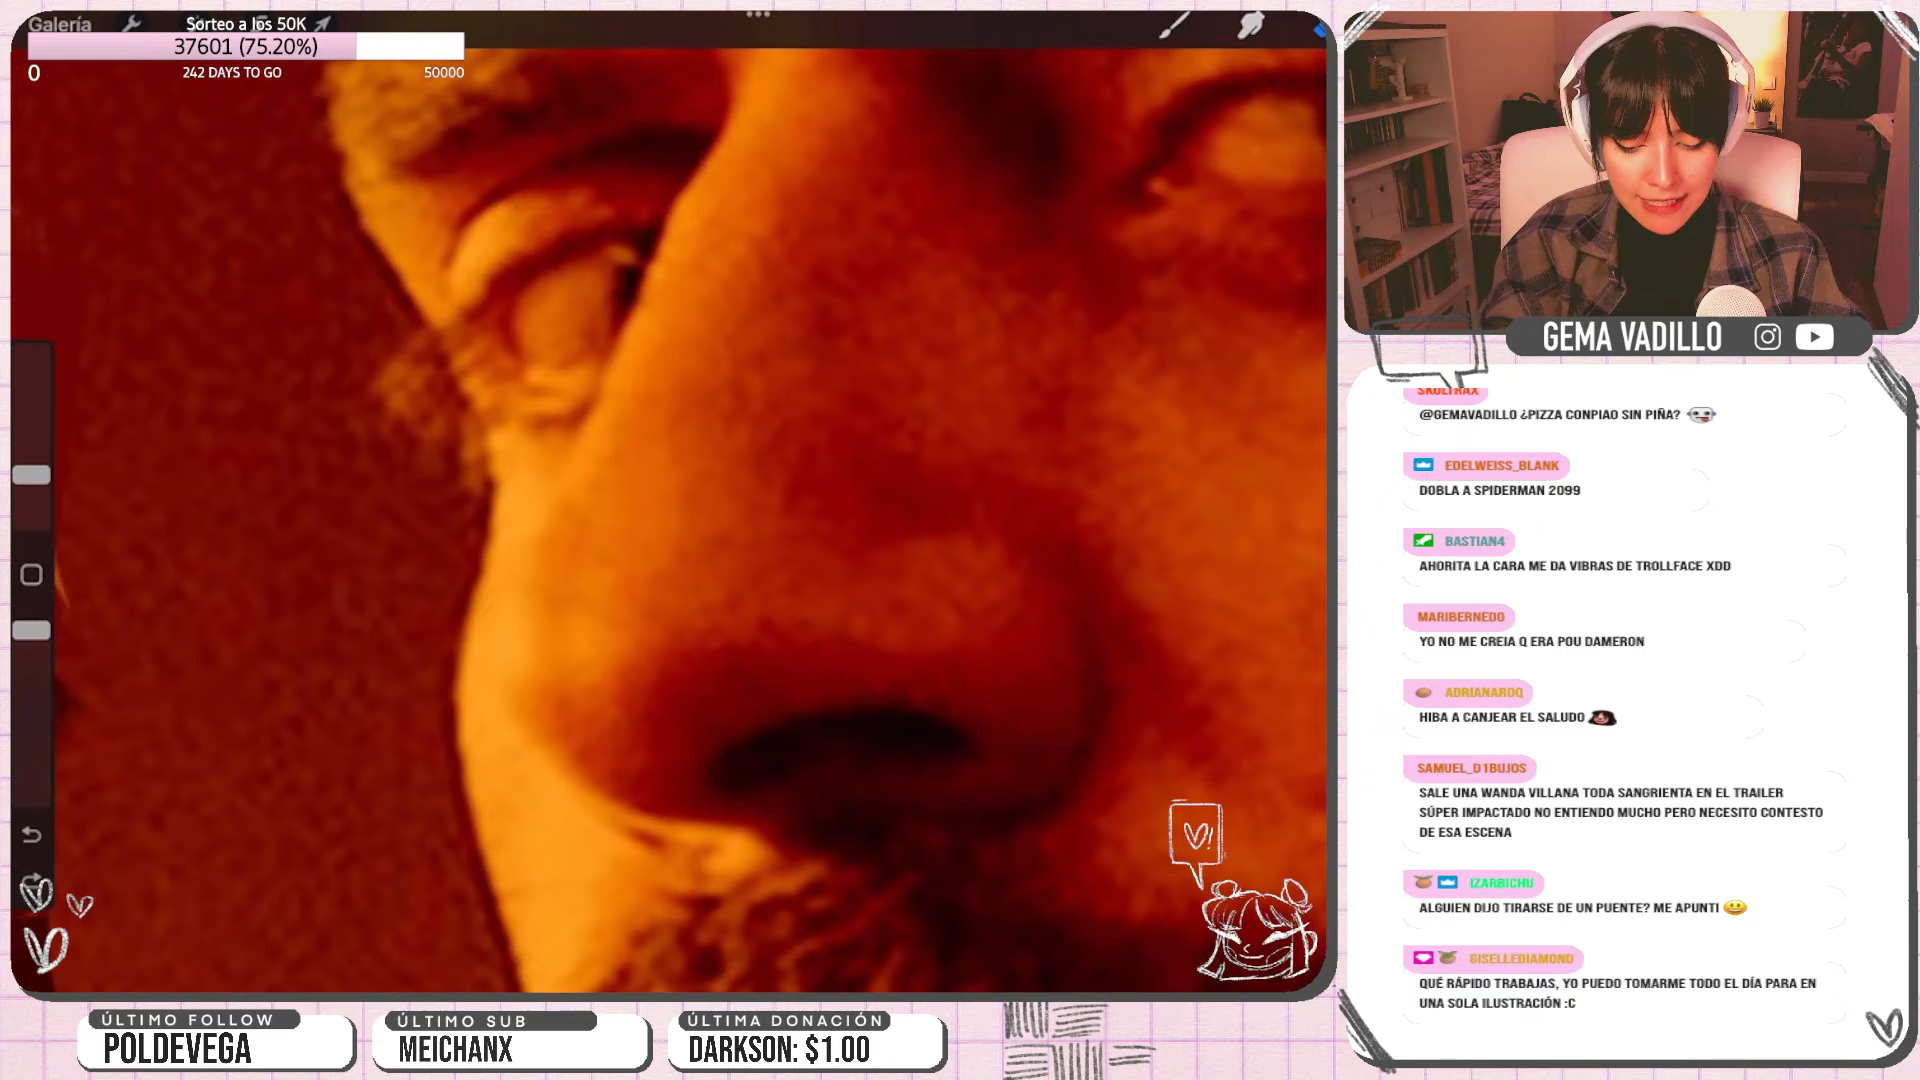 Galería
Sorteo a los 50K
37601 (75.20%)
0
242 DAYS TO GO
50000
GEMA VADILLO
SKULTRAX
@GEMAVADILLO ¿PIZZA CONPIAO SIN PIÑA?
EDELWEISS_BLANK
DOBLA A SPIDERMAN 2099
BASTIAN4
AHORITA LA CARA ME DA VIBRAS DE TROLLFACE XDD
MARIBERNEDO
YO NO ME CREIA Q ERA POU DAMERON
ADRIANAROQ
HIBA A CANJEAR EL SALUDO
SAMUEL_D1BUJOS
SALE UNA WANDA VILLANA TODA SANGRIENTA EN EL TRAILER
SÚPER IMPACTADO NO ENTIENDO MUCHO PERO NECESITO CONTESTO
DE ESA ESCENA
IZARBICHU
ALGUIEN DIJO TIRARSE DE UN PUENTE? ME APUNTI
GISELLEDIAMOND
QUÉ RÁPIDO TRABAJAS, YO PUEDO TOMARME TODO EL DÍA PARA EN
UNA SOLA ILUSTRACIÓN :C
ÚLTIMO FOLLOW
POLDEVEGA
ÚLTIMO SUB
MEICHANX
ÚLTIMA DONACIÓN
DARKSON: $1.00